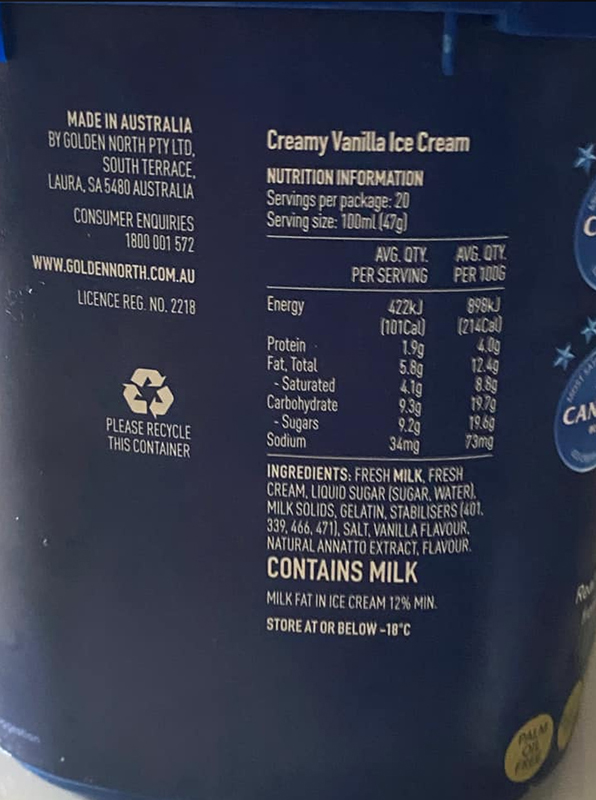 MADE IN AUSTRALIA
BY GOLDEN NORTH PTY LTD,
SOUTH TERRACE,
LAURA, SA 5480 AUSTRALIA
CONSUMER ENQUIRIES
1800 001 572
WWW.GOLDENNORTH.COM.AU
LICENCE REG. NO. 2218
PLEASE RECYCLE
THIS CONTAINER
Creamy Vanilla Ice Cream
NUTRITION INFORMATION
Servings per package: 20
Serving size: 100ml (47g)
AVG. QTY. AVG. QTY.
PER SERVING PER 100G
Energy 422kJ 898kJ
(101Cal) (214Cal)
Protein 1.9g 4.0g
Fat, Total 5.8g 12.4g
- Saturated 4.1g 8.8g
Carbohydrate 9.3g 19.7g
- Sugars 9.2g 19.6g
Sodium 34mg 73mg
INGREDIENTS: FRESH MILK, FRESH
CREAM, LIQUID SUGAR (SUGAR, WATER),
MILK SOLIDS, GELATIN, STABILISERS (401,
339, 466, 471), SALT, VANILLA FLAVOUR,
NATURAL ANNATTO EXTRACT, FLAVOUR.
CONTAINS MILK
MILK FAT IN ICE CREAM 12% MIN.
STORE AT OR BELOW -18°C
PALM
OIL
FREE